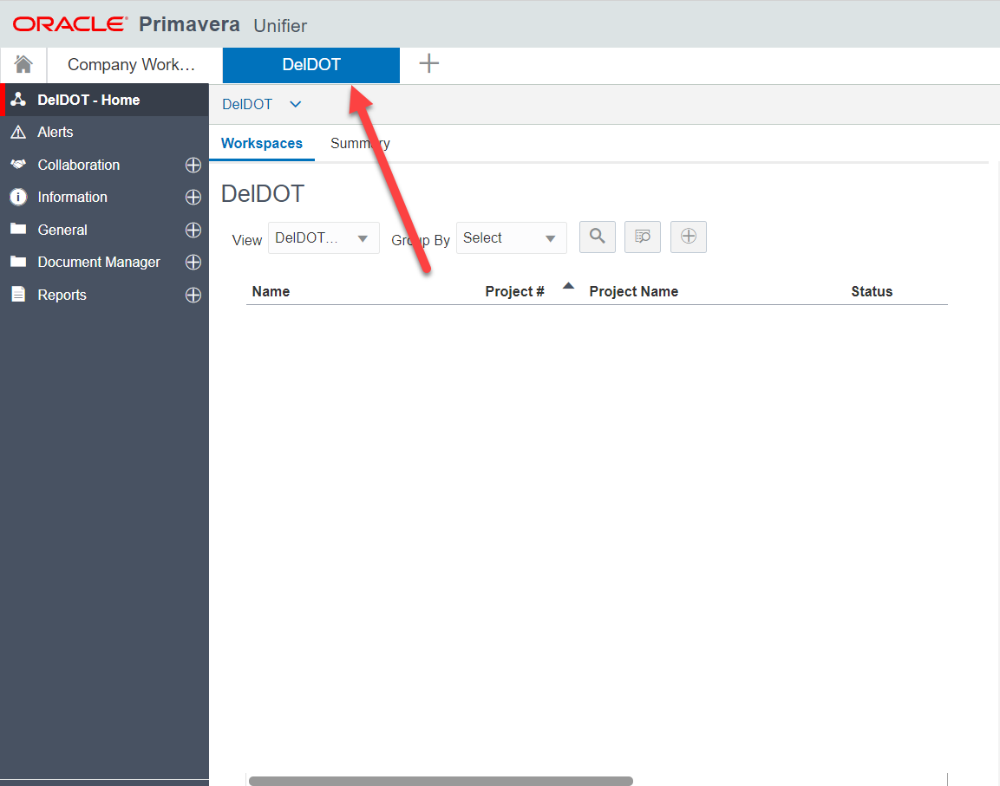 ORACLE® Primavera Unifier
Company Work... DelDOT
DelDOT - Home
Alerts
Collaboration
Information
General
Document Manager
Reports
DelDOT
Workspaces Summary
DelDOT
View DelDOT... Group By Select
Name Project # Project Name Status